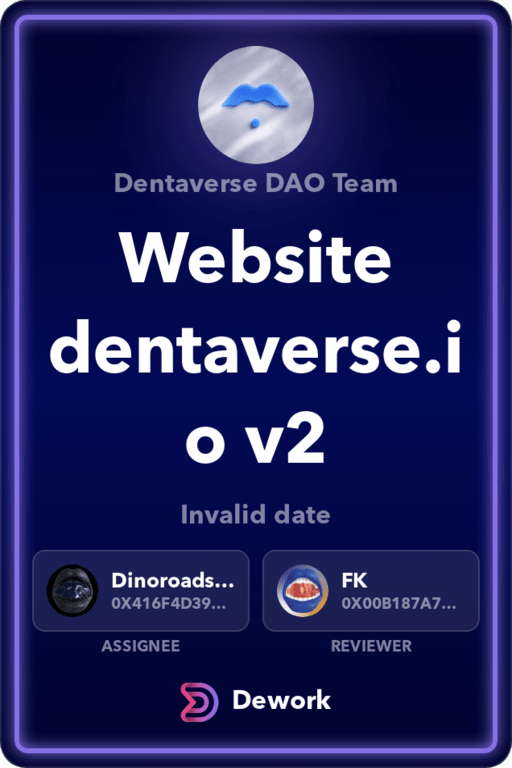 Dentaverse DAO Team
Website
dentaverse.i
o v2
Invalid date
Dinoroads...
0X416F4D39...
FK
0X00B187A7...
ASSIGNEE
REVIEWER
Dework